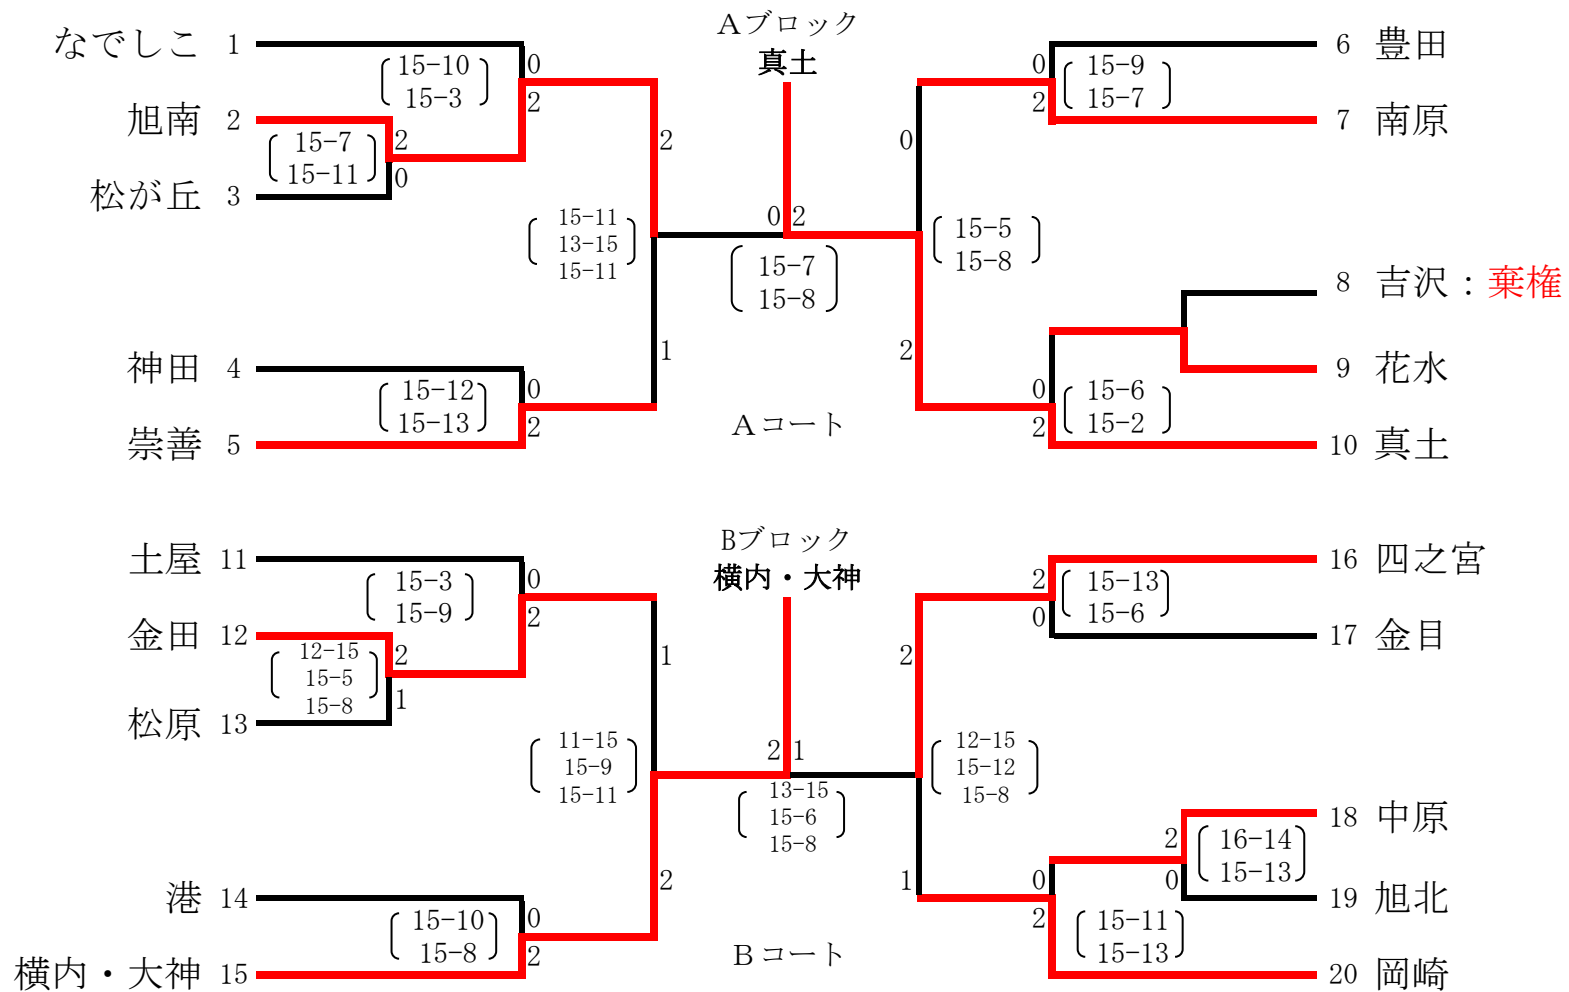 Aブロック
真土
なでしこ 1
15-10
15-3
0
2
旭南 2
15-7
15-11
2
0
松が丘 3
2
15-11
13-15
15-11
1
神田 4
15-12
15-13
0
2
崇善 5
0 2
15-7
15-8
Aコート
6 豊田
0
2
15-9
15-7
7 南原
0
15-5
15-8
2
8 吉沢：棄権
9 花水
0
2
15-6
15-2
10 真土
Bブロック
横内・大神
土屋 11
15-3
15-9
0
2
金田 12
12-15
15-5
15-8
2
1
松原 13
1
11-15
15-9
15-11
2
港 14
15-10
15-8
0
2
横内・大神 15
2 1
13-15
15-6
15-8
Bコート
16 四之宮
2
0
15-13
15-6
17 金目
2
12-15
15-12
15-8
1
18 中原
2
0
16-14
15-13
19 旭北
0
2
15-11
15-13
20 岡崎